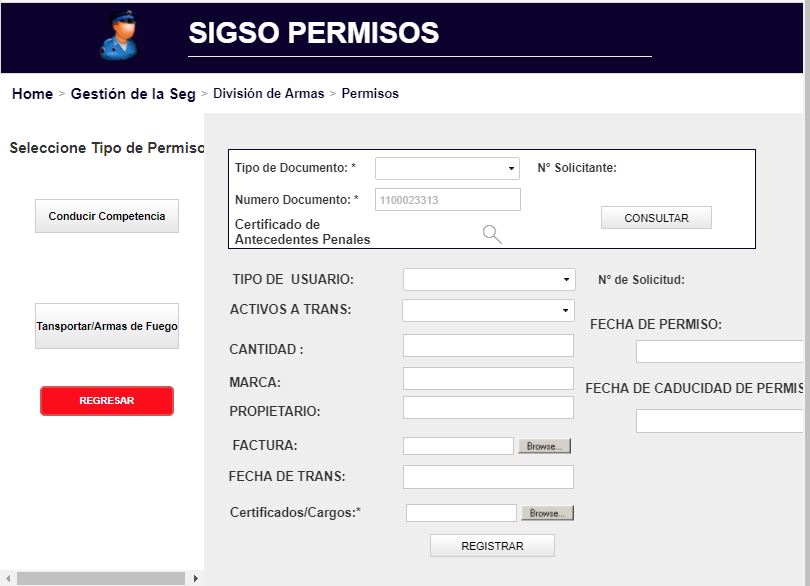 SIGSO PERMISOS
Home > Gestión de la Seg > División de Armas > Permisos
Seleccione Tipo de Permiso
Conducir Competencia
Tansportar/Armas de Fuego
REGRESAR
Tipo de Documento: *
N° Solicitante:
Numero Documento: *
1100023313
CONSULTAR
Certificado de
Antecedentes Penales
TIPO DE USUARIO:
N° de Solicitud:
ACTIVOS A TRANS:
FECHA DE PERMISO:
CANTIDAD :
MARCA:
FECHA DE CADUCIDAD DE PERMIS
PROPIETARIO:
FACTURA:
Browse...
FECHA DE TRANS:
Certificados/Cargos:*
Browse...
REGISTRAR